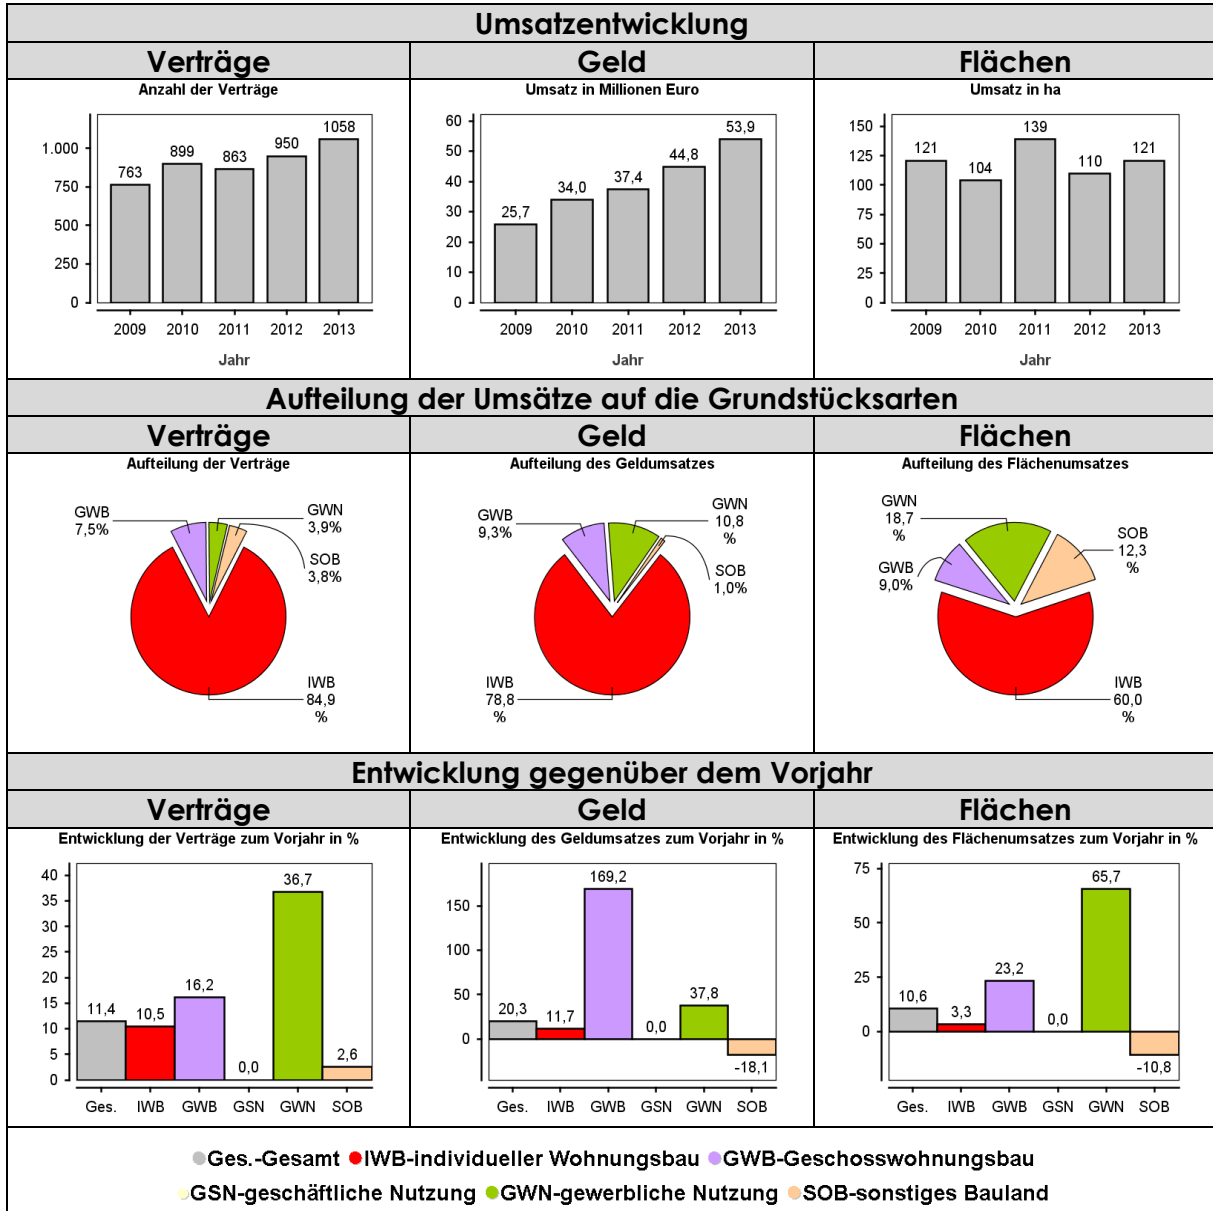 Umsatzentwicklung
Verträge
Geld
Flächen
Anzahl der Verträge
1.000
750
500
250
0
763
899
863
950
1058
2009
2010
2011
2012
2013
Jahr
Umsatz in Millionen Euro
60
50
40
30
20
10
0
25,7
34,0
37,4
44,8
53,9
2009
2010
2011
2012
2013
Jahr
Umsatz in ha
150
125
100
75
50
25
0
121
104
139
110
121
2009
2010
2011
2012
2013
Jahr
Aufteilung der Umsätze auf die Grundstücksarten
Verträge
Geld
Flächen
Aufteilung der Verträge
GWB
7,5%
GWN
3,9%
SOB
3,8%
IWB
84,9
%
Aufteilung des Geldumsatzes
GWB
9,3%
GWN
10,8
%
SOB
1,0%
IWB
78,8
%
Aufteilung des Flächenumsatzes
GWN
18,7
%
GWB
9,0%
SOB
12,3
%
IWB
60,0
%
Entwicklung gegenüber dem Vorjahr
Verträge
Geld
Flächen
Entwicklung der Verträge zum Vorjahr in %
40
35
30
25
20
15
10
5
0
11,4
10,5
16,2
0,0
36,7
2,6
Ges.
IWB
GWB
GSN
GWN
SOB
Entwicklung des Geldumsatzes zum Vorjahr in %
150
100
50
0
20,3
11,7
169,2
0,0
37,8
-18,1
Ges.
IWB
GWB
GSN
GWN
SOB
Entwicklung des Flächenumsatzes zum Vorjahr in %
75
50
25
0
10,6
3,3
23,2
0,0
65,7
-10,8
Ges.
IWB
GWB
GSN
GWN
SOB
Ges.-Gesamt IWB-individueller Wohnungsbau GWB-Geschosswohnungsbau
GSN-geschäftliche Nutzung GWN-gewerbliche Nutzung SOB-sonstiges Bauland